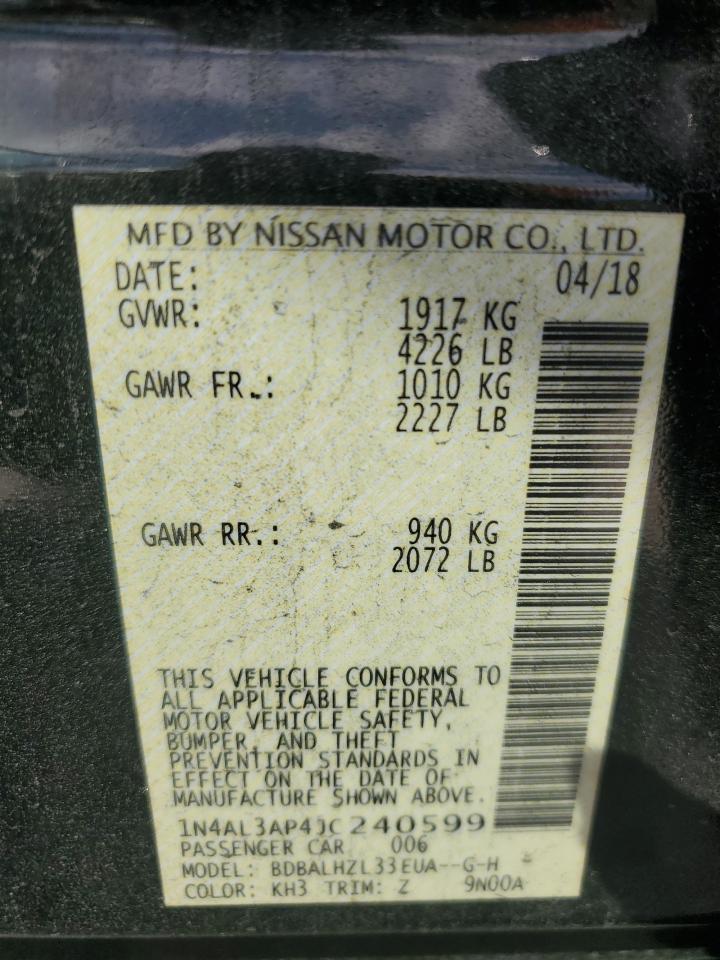 MFD BY NISSAN MOTOR CO., LTD.
DATE: 04/18
GVWR: 1917 KG
4226 LB
GAWR FR.: 1010 KG
2227 LB
GAWR RR.: 940 KG
2072 LB
THIS VEHICLE CONFORMS TO
ALL APPLICABLE FEDERAL
MOTOR VEHICLE SAFETY,
BUMPER, AND THEFT
PREVENTION STANDARDS IN
EFFECT ON THE DATE OF
MANUFACTURE SHOWN ABOVE.
1N4AL3AP4JC240599
PASSENGER CAR 006
MODEL: BDBALHZL33EUA--G-H
COLOR: KH3 TRIM: Z 9N00A